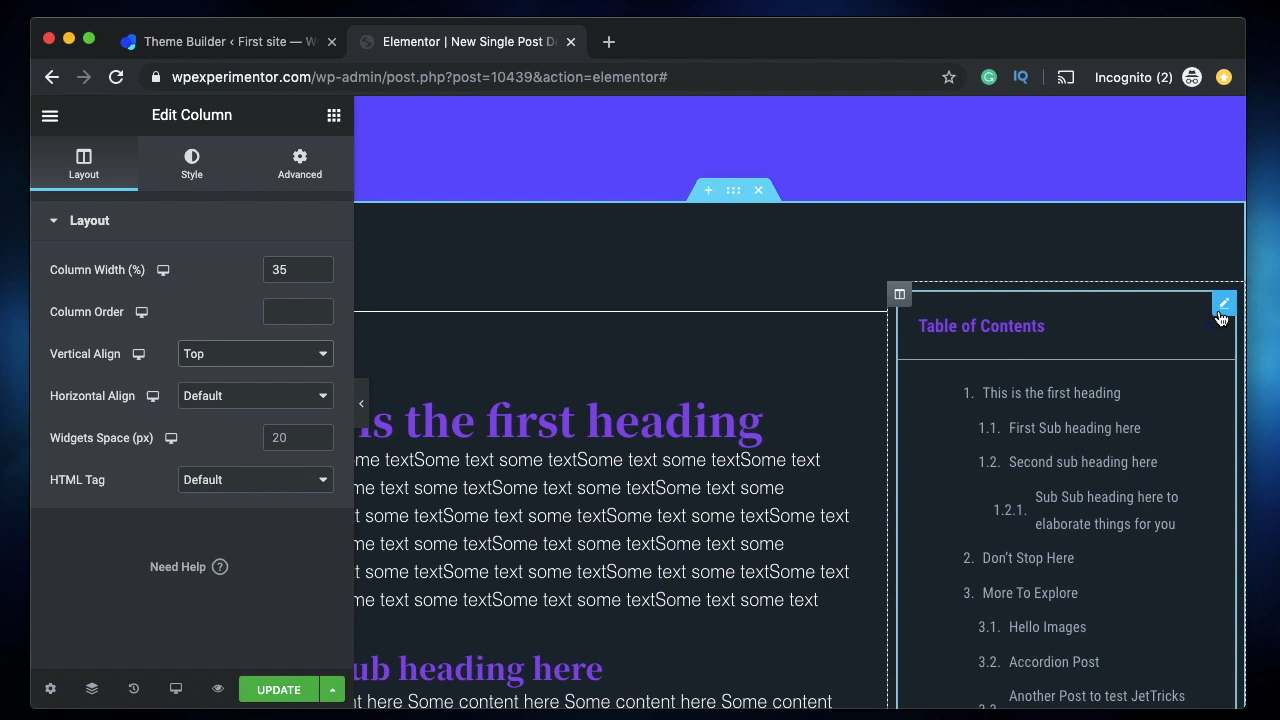 Theme Builder ‹ First site — W
Elementor | New Single Post D
wpexperimentor.com/wp-admin/post.php?post=10439&action=elementor#
IQ
Incognito (2)
Edit Column
Layout
Style
Advanced
Layout
Column Width (%)
35
Column Order
Vertical Align
Top
Horizontal Align
Default
Widgets Space (px)
20
HTML Tag
Default
Need Help
?
UPDATE
is the first heading
me textSome text some textSome text some textSome text
me text some textSome text some textSome text some
t some textSome text some textSome text some textSome text
me text some textSome text some textSome text some
t some textSome text some textSome text some textSome text
me text some textSome text some textSome text some text
ub heading here
nt here Some content here Some content here Some content
Table of Contents
1. This is the first heading
1.1. First Sub heading here
1.2. Second sub heading here
1.2.1. Sub Sub heading here to
elaborate things for you
2. Don’t Stop Here
3. More To Explore
3.1. Hello Images
3.2. Accordion Post
Another Post to test JetTricks